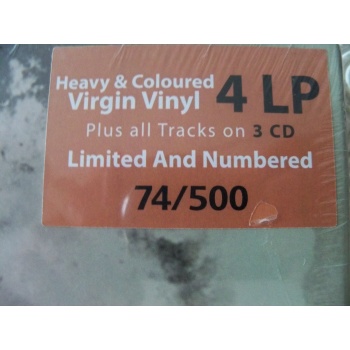 Heavy & Coloured
Virgin Vinyl 4 LP
Plus all Tracks on 3 CD
Limited And Numbered
74/500